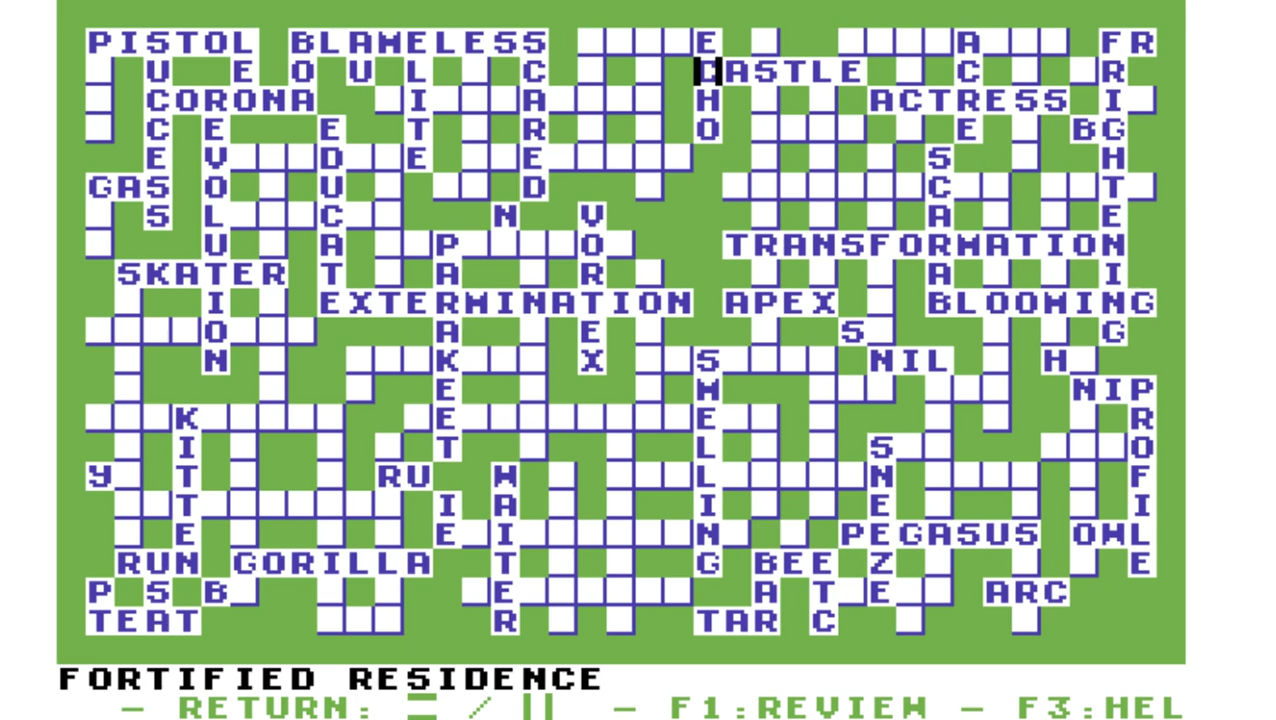 PISTOL BLAMELESS E A FR
U E O U L C CASTLE C R
CORONA I A H ACTRESS I
C E E T R O E BG
E V D E E S H
GAS O U D C T
S L C N V A E
U A P O TRANSFORMATION
SKATER T A R A I
I EXTERMINATION APEX BLOOMING
O A E S G
N K X S NIL H
E M NIP
K E E R
I T L S O
Y T RU W L N F
T IE A I E I
E E I N PEGASUS OWL
RUN GORILLA T G BEE Z E
P S B E A T E ARC
TEAT R TAR C
FORTIFIED RESIDENCE
- RETURN: = / || - F1:REVIEW - F3:HEL